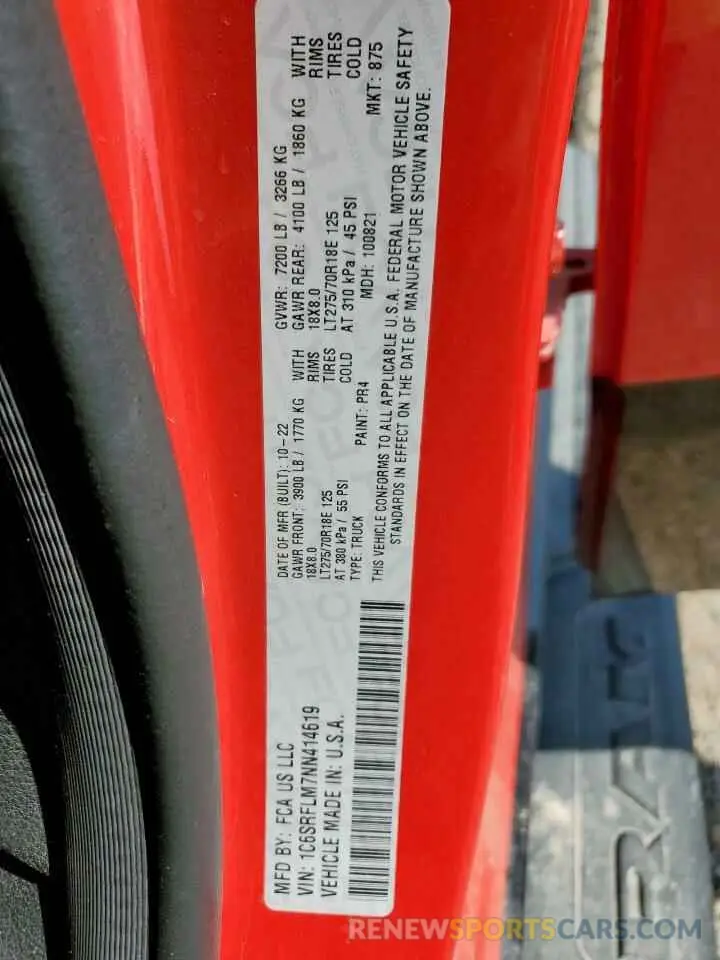 MFD BY: FCA US LLC
VIN: 1C6SRFLM7NN414619
VEHICLE MADE IN: U.S.A.
DATE OF MFR (BUILT): 10-22
GAWR FRONT: 3900 LB / 1770 KG WITH
18X8.0 RIMS
LT275/70R18E 125 TIRES
AT 380 kPa / 55 PSI COLD
TYPE: TRUCK PAINT: PR4
GVWR: 7200 LB / 3266 KG
GAWR REAR: 4100 LB / 1860 KG WITH
18X8.0 RIMS
LT275/70R18E 125 TIRES
AT 310 kPa / 45 PSI COLD
MDH: 100821 MKT: 875
THIS VEHICLE CONFORMS TO ALL APPLICABLE U.S.A. FEDERAL MOTOR VEHICLE SAFETY
STANDARDS IN EFFECT ON THE DATE OF MANUFACTURE SHOWN ABOVE.
RENEWSPORTSCARS.COM